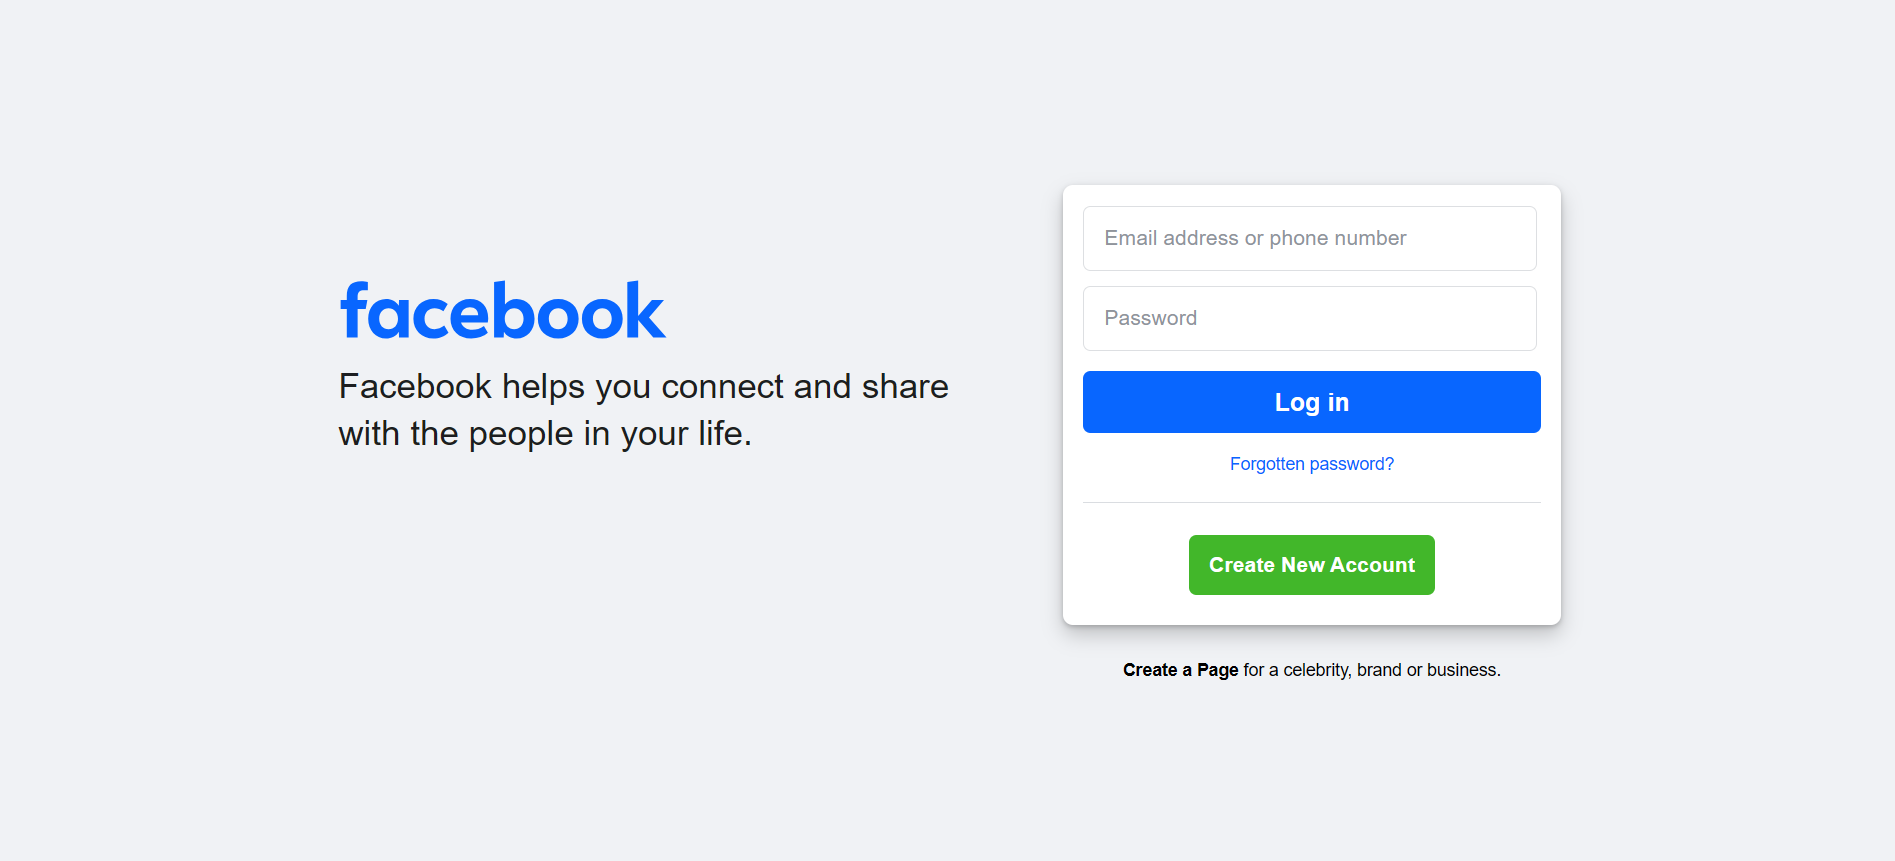 facebook
Facebook helps you connect and share
with the people in your life.
Email address or phone number
Password
Log in
Forgotten password?
Create New Account
Create a Page for a celebrity, brand or business.